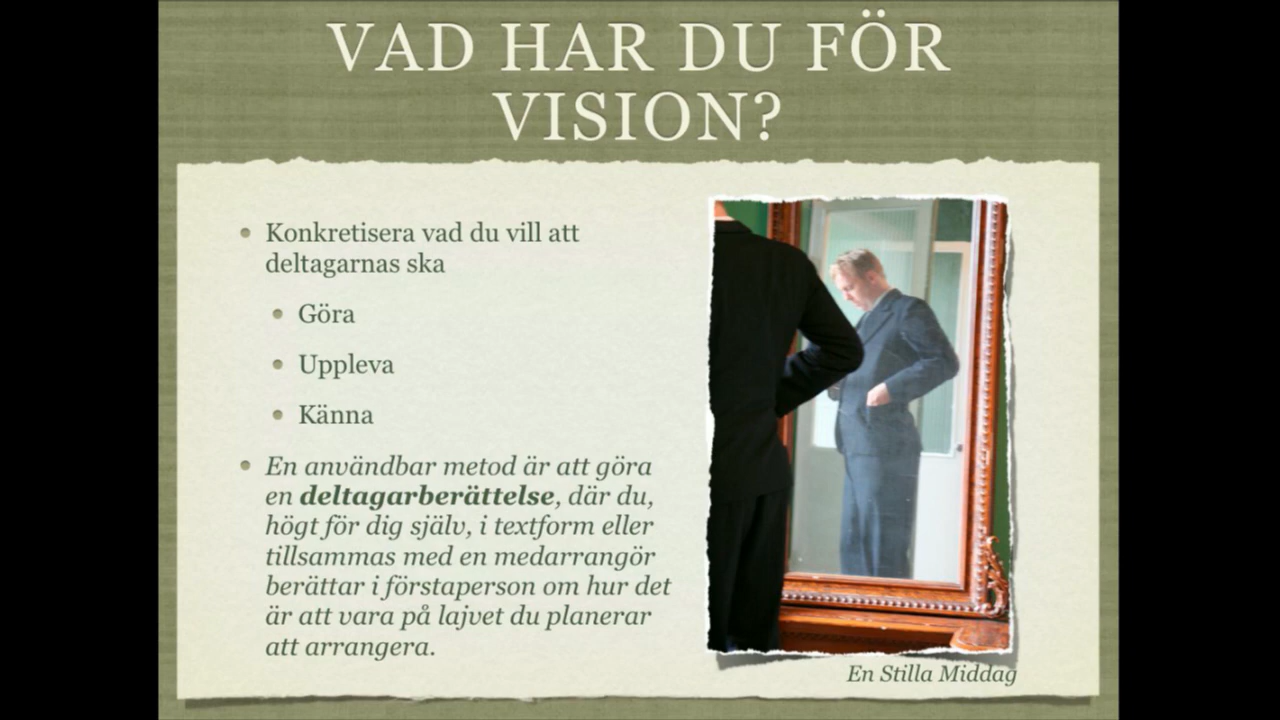 VAD HAR DU FÖR
VISION?
Konkretisera vad du vill att
deltagarnas ska
Göra
Uppleva
Känna
En användbar metod är att göra
en deltagarberättelse, där du,
högt för dig själv, i textform eller
tillsammas med en medarrangör
berättar i förstaperson om hur det
är att vara på lajvet du planerar
att arrangera.
En Stilla Middag